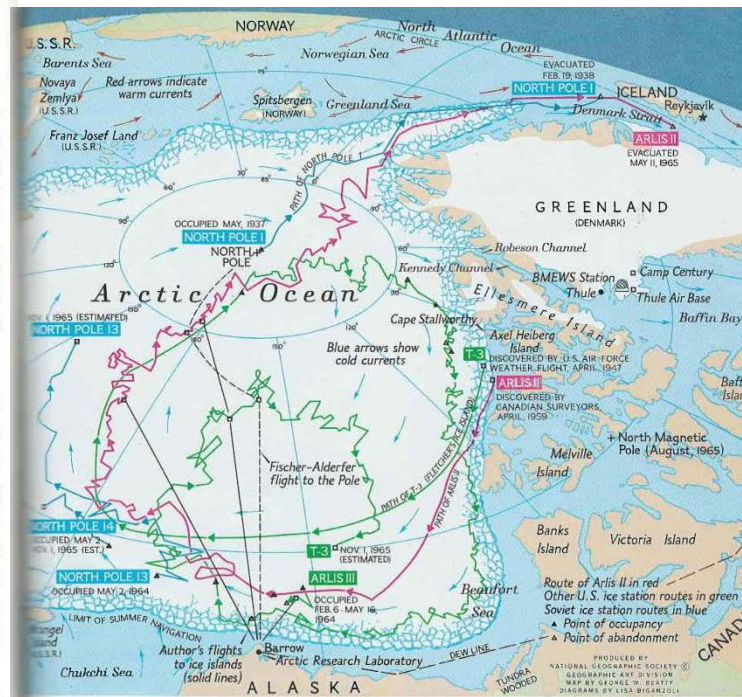 NORWAY
North
ARCTIC CIRCLE
Atlantic
Ocean
U.S.S.R.
Barents Sea
Norwegian Sea
Novaya
Zemlya
(U.S.S.R.)
Red arrows indicate
warm currents
75°
Spitsbergen
(NORWAY)
Greenland Sea
EVACUATED
FEB. 19, 1938
NORTH POLE 1
ICELAND
Reykjavík
Denmark Strait
ARLIS II
EVACUATED
MAY 11, 1965
Franz Josef Land
(U.S.S.R.)
PATH OF NORTH POLE 1
OCCUPIED MAY, 1937
NORTH POLE 1
NORTH
POLE
GREENLAND
(DENMARK)
Robeson Channel
Kennedy Channel
BMEWS Station
Thule
Camp Century
Thule Air Base
Ellesmere Island
Baffin Bay
Arctic Ocean
1, 1965 (ESTIMATED)
NORTH POLE 13
Cape Stallworthy
Axel Heiberg
Island
Blue arrows show
cold currents
T-3
DISCOVERED BY U.S. AIR FORCE
WEATHER FLIGHT, APRIL, 1947
ARLIS II
DISCOVERED BY
CANADIAN SURVEYORS,
APRIL, 1959
North Magnetic
Pole (August, 1965)
Melville
Island
Fischer-Alderfer
flight to the Pole
PATH OF T-3 (FLETCHER'S ICE ISLAND)
PATH OF ARLIS II
NORTH POLE 14
OCCUPIED MAY 2
NOV. 1, 1965 (EST.)
T-3
NOV. 1, 1965
(ESTIMATED)
Banks
Island
Victoria Island
NORTH POLE 13
OCCUPIED MAY 2, 1964
ARLIS III
OCCUPIED
FEB. 6-MAY 16,
1964
Beaufort
Sea
Route of Arlis II in red
Other U.S. ice station routes in green
Soviet ice station routes in blue
Point of occupancy
Point of abandonment
LIMIT OF SUMMER NAVIGATION
Author's flights
to ice islands
(solid lines)
Barrow
Arctic Research Laboratory
DEW LINE
Chukchi Sea
ALASKA
TUNDRA
WOODED
CANADA
PRODUCED BY
NATIONAL GEOGRAPHIC SOCIETY ©
GEOGRAPHIC ART DIVISION
MAP BY GEORGE W. BEATTY
DIAGRAMS BY LISA BIGANZOLI